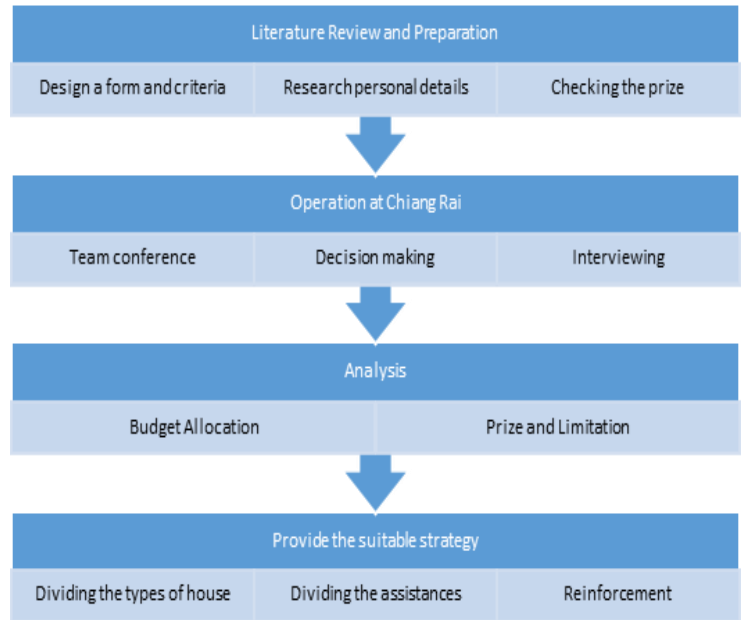 Literature Review and Preparation
Design a form and criteria
Research personal details
Checking the prize
Operation at Chiang Rai
Team conference
Decision making
Interviewing
Analysis
Budget Allocation
Prize and Limitation
Provide the suitable strategy
Dividing the types of house
Dividing the assistances
Reinforcement